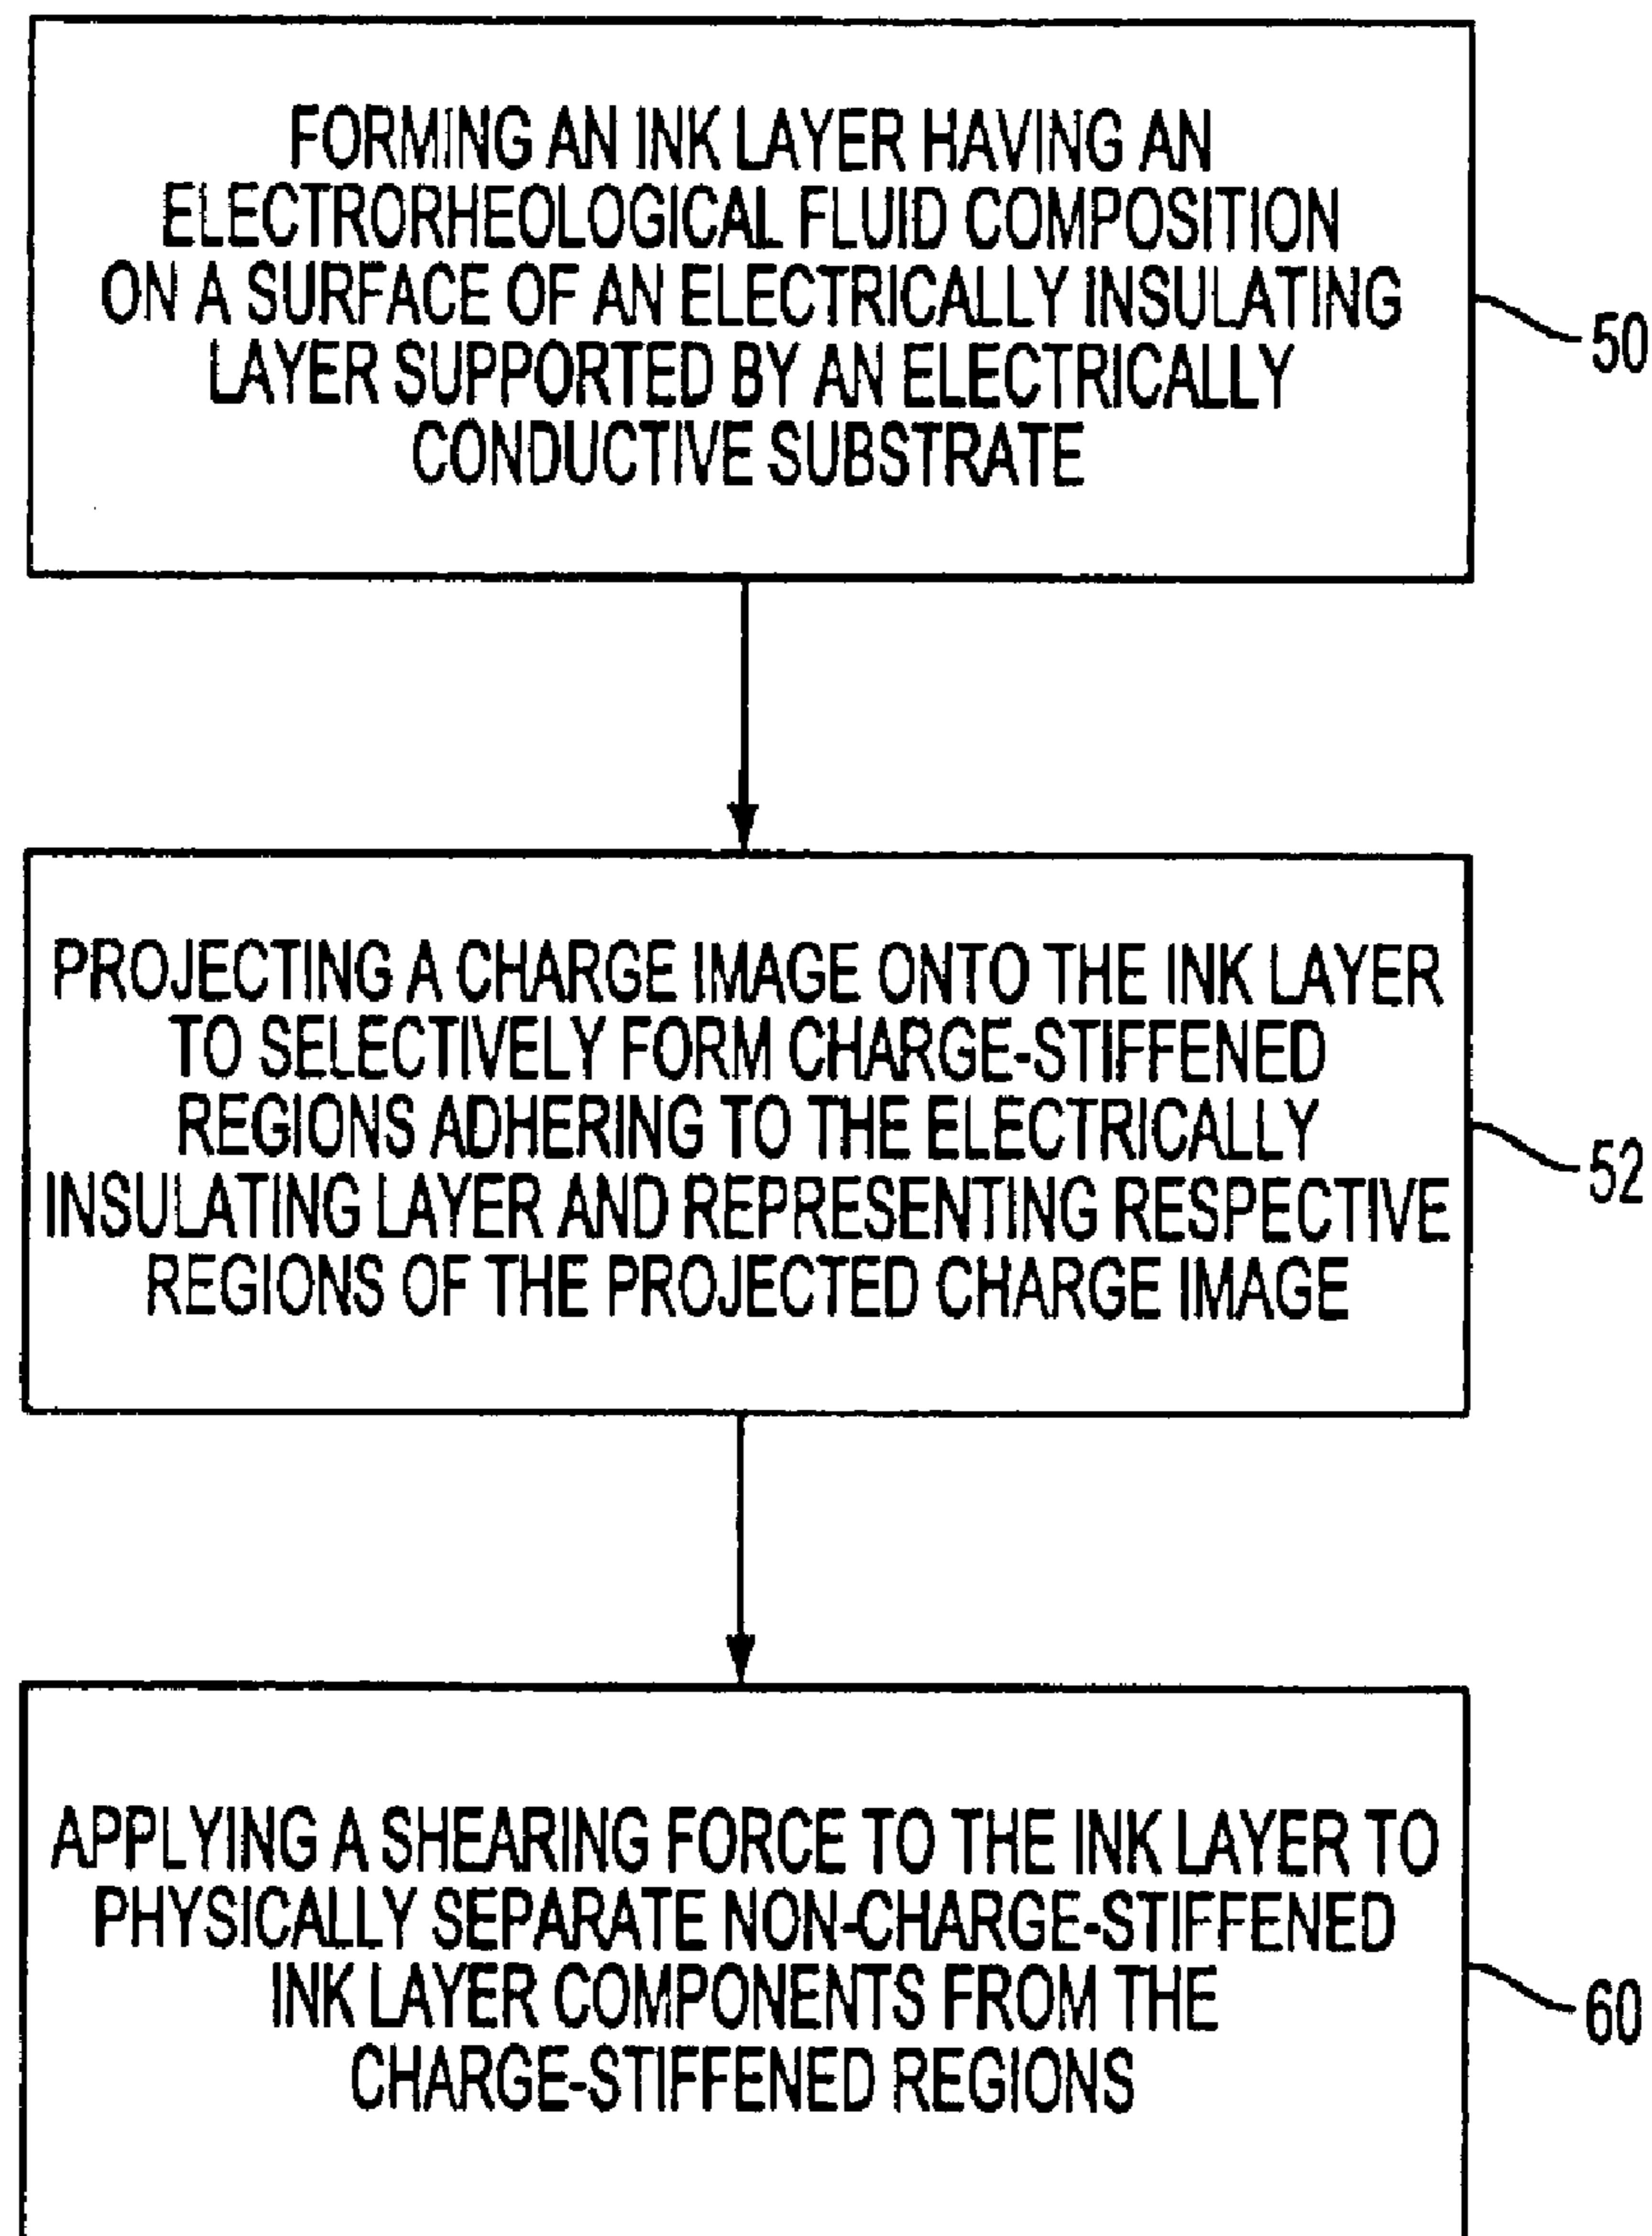 FORMING AN INK LAYER HAVING AN
ELECTRORHEOLOGICAL FLUID COMPOSITION
ON A SURFACE OF AN ELECTRICALLY INSULATING
LAYER SUPPORTED BY AN ELECTRICALLY
CONDUCTIVE SUBSTRATE
50
PROJECTING A CHARGE IMAGE ONTO THE INK LAYER
TO SELECTIVELY FORM CHARGE-STIFFENED
REGIONS ADHERING TO THE ELECTRICALLY
INSULATING LAYER AND REPRESENTING RESPECTIVE
REGIONS OF THE PROJECTED CHARGE IMAGE
52
APPLYING A SHEARING FORCE TO THE INK LAYER TO
PHYSICALLY SEPARATE NON-CHARGE-STIFFENED
INK LAYER COMPONENTS FROM THE
CHARGE-STIFFENED REGIONS
60